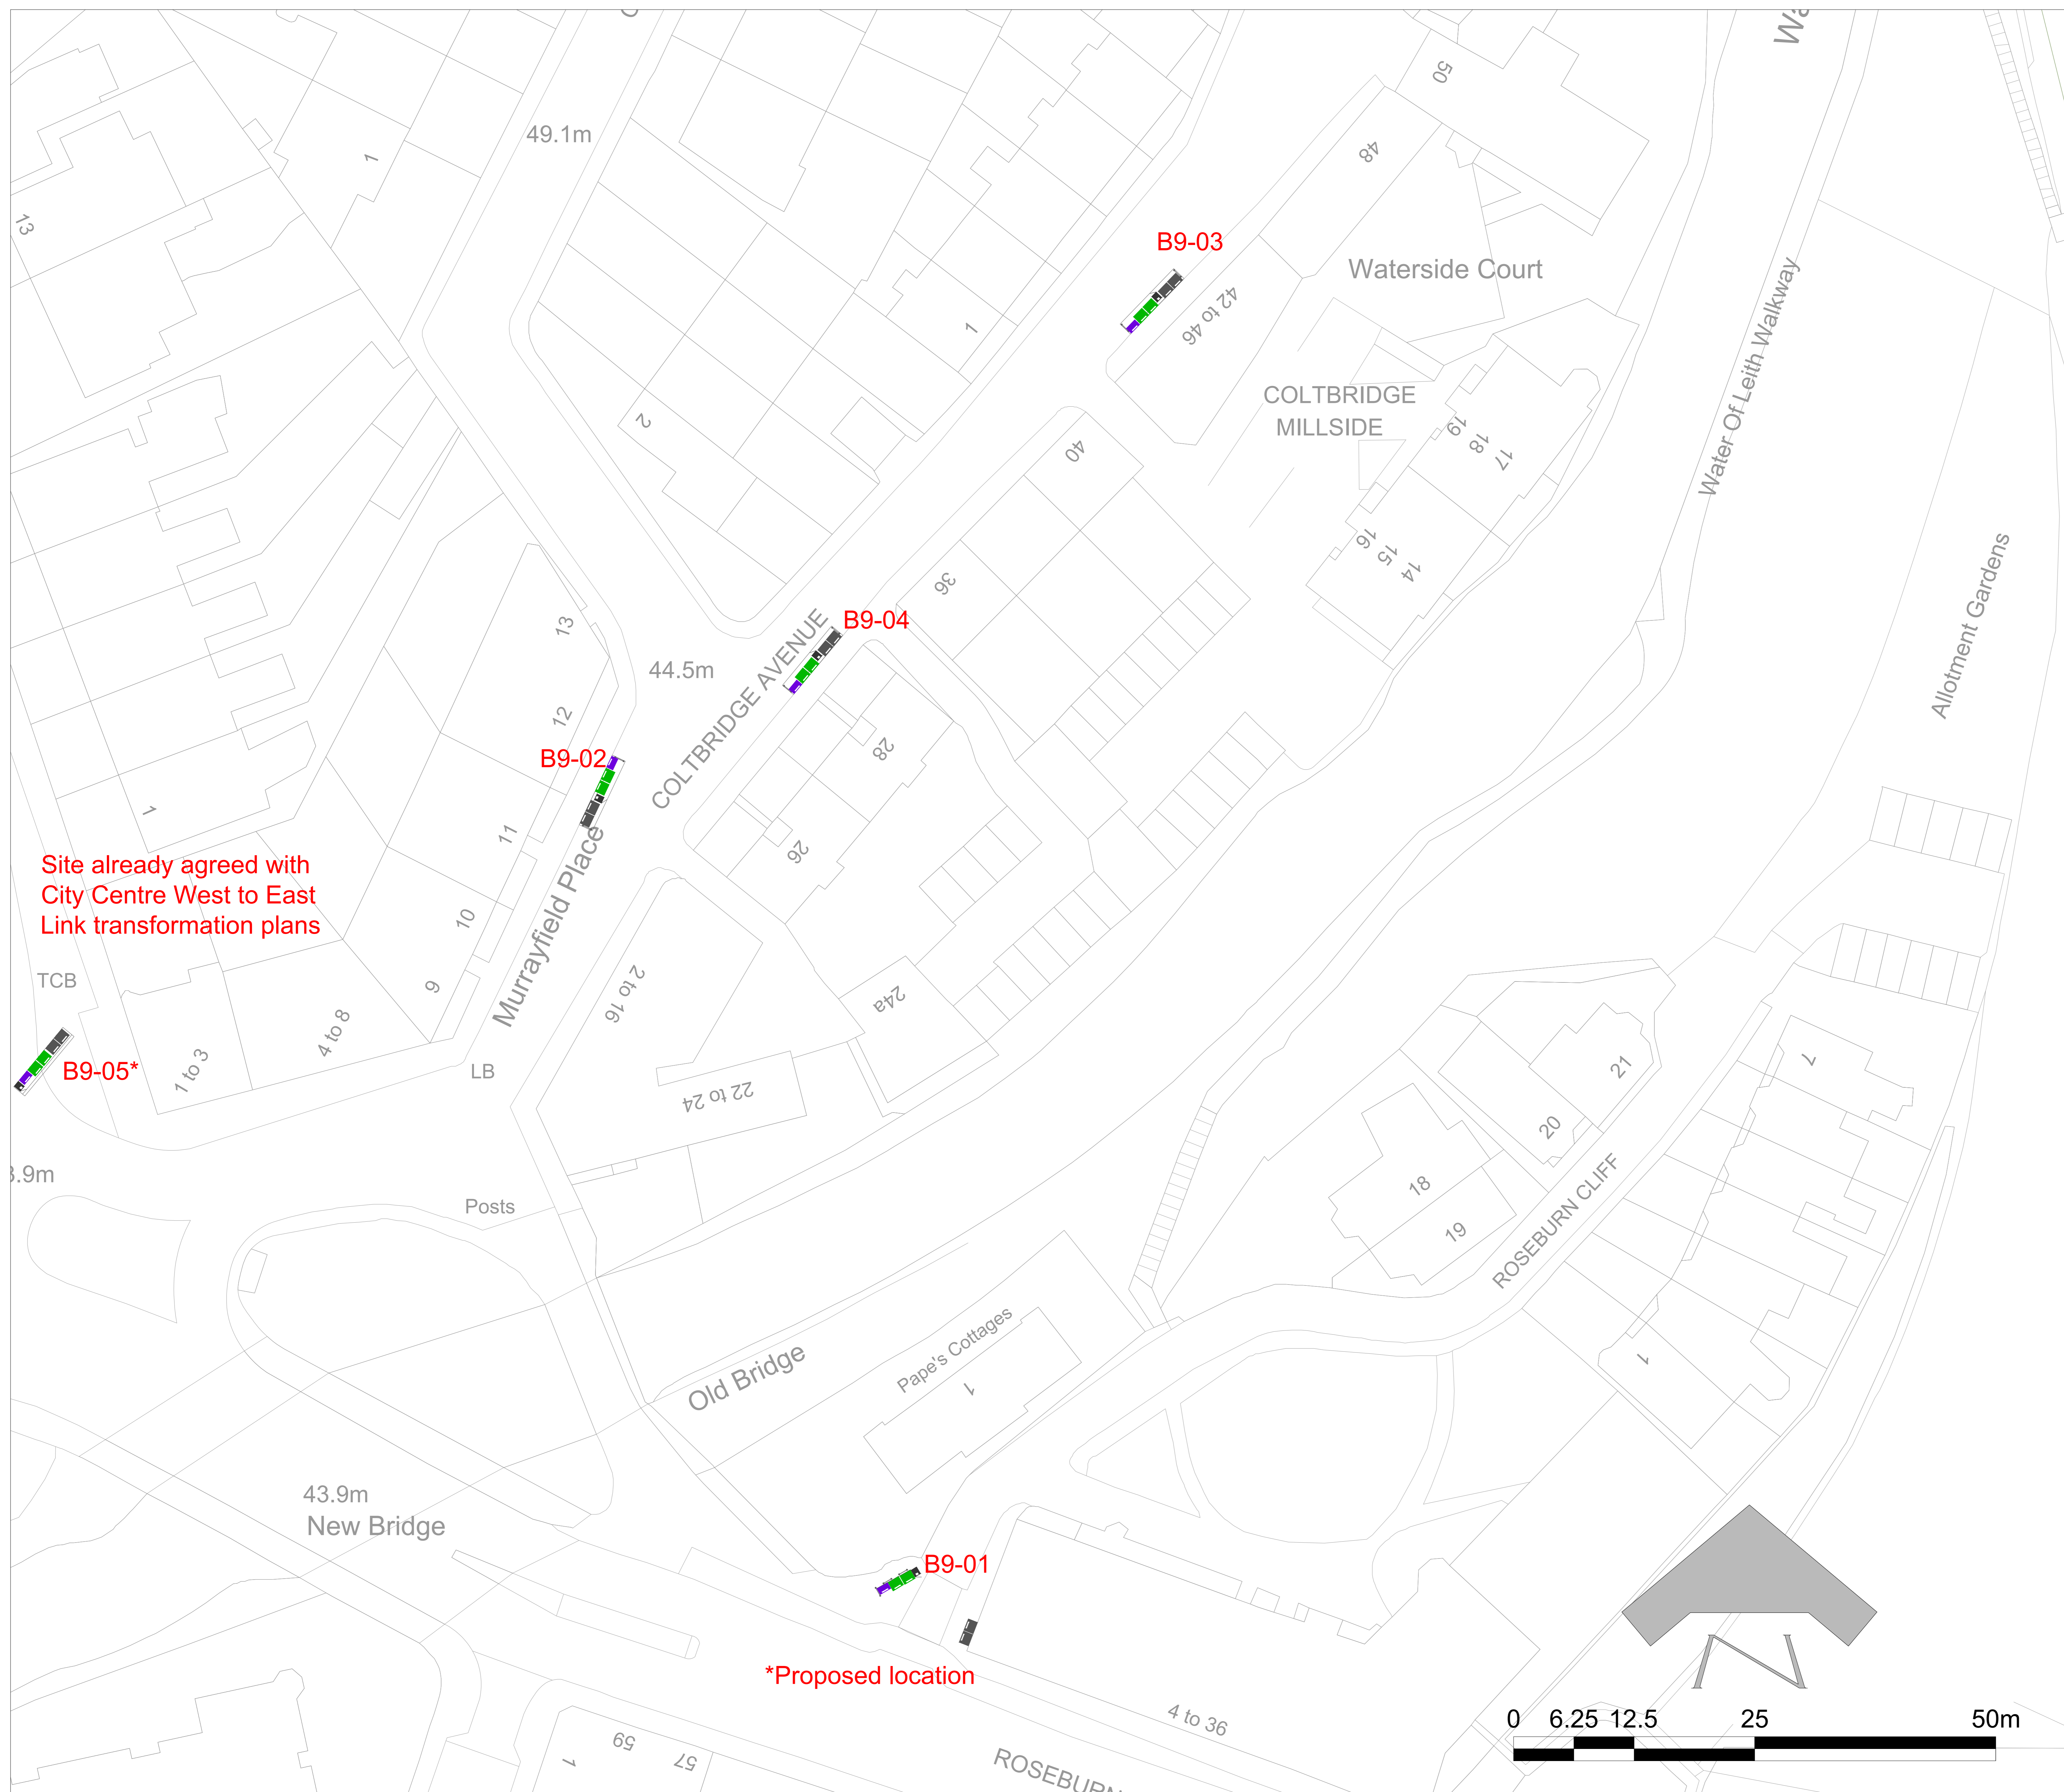 50
49.1m
1
48
13
B9-03
Waterside Court
42 to 46
1
2
COLTBRIDGE
MILLSIDE
Water Of Leith Walkway
40
19
18
17
16
15
14
36
Allotment Gardens
13
B9-04
44.5m
COLTBRIDGE AVENUE
12
28
B9-02
1
11
26
Site already agreed with
City Centre West to East
Link transformation plans
10
Murrayfield Place
TCB
9
2 to 16
24a
4 to 8
1 to 3
B9-05*
LB
22 to 24
21
7
20
3.9m
18
19
Posts
ROSEBURN CLIFF
Pape's Cottages
1
Old Bridge
1
43.9m
New Bridge
B9-01
*Proposed location
4 to 36
59
57
1
ROSEBURN
N
0 6.25 12.5 25 50m